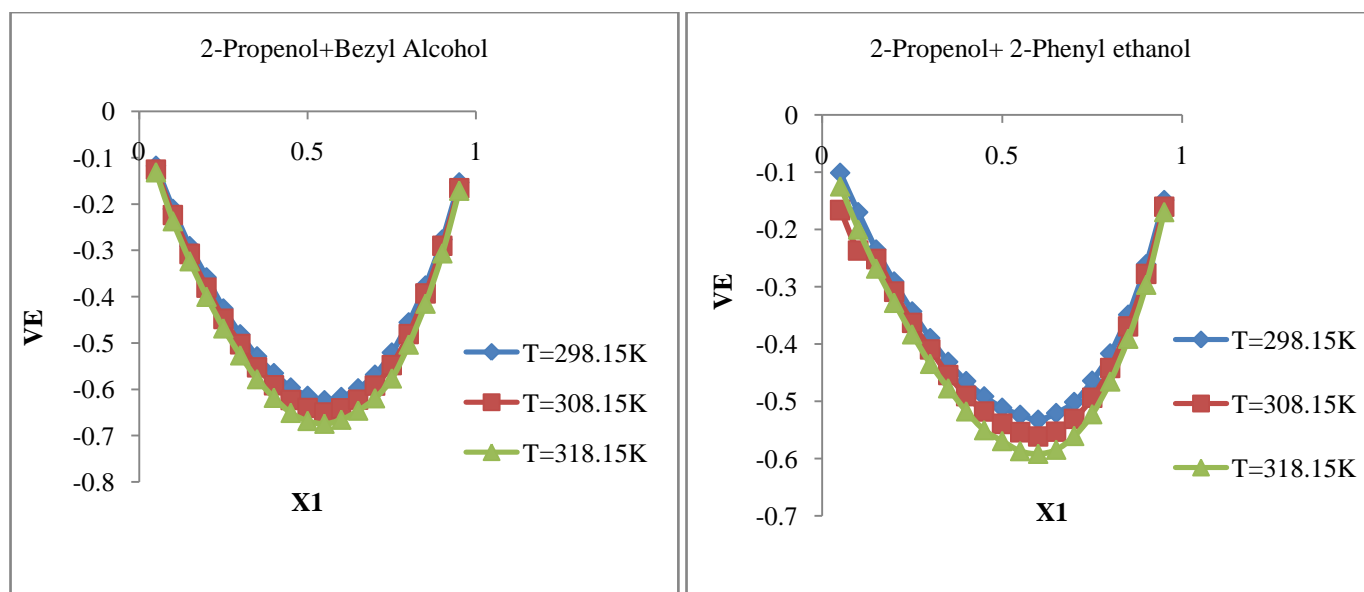 2-Propenol+Bezyl Alcohol
0
-0.1
-0.2
-0.3
-0.4
-0.5
-0.6
-0.7
-0.8
0
0.5
1
VE
X1
T=298.15K
T=308.15K
T=318.15K
2-Propenol+ 2-Phenyl ethanol
0
-0.1
-0.2
-0.3
-0.4
-0.5
-0.6
-0.7
0
0.5
1
VE
X1
T=298.15K
T=308.15K
T=318.15K